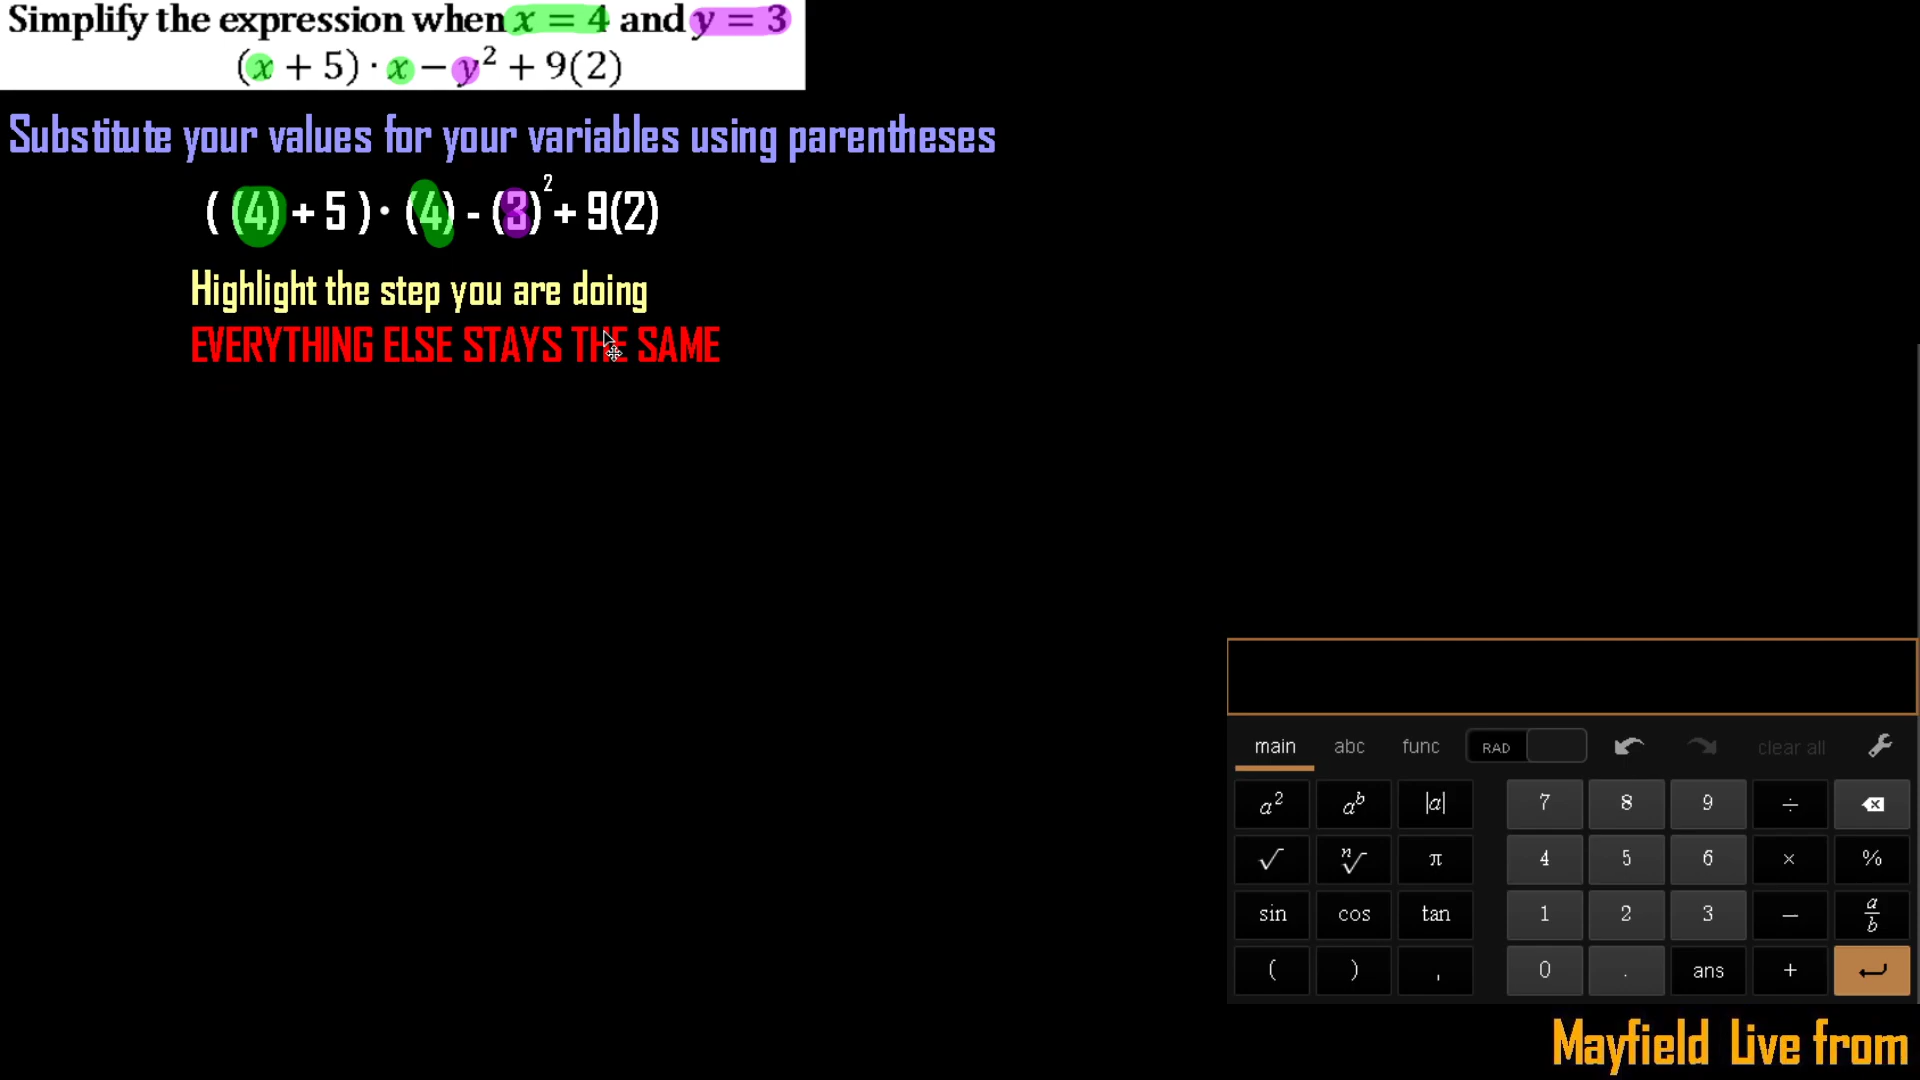 Simplify the expression when x = 4 and y = 3
(x + 5) · x − y² + 9(2)
Substitute your values for your variables using parentheses
( (4) + 5 ) · (4) - (3)² + 9(2)
Highlight the step you are doing
EVERYTHING ELSE STAYS THE SAME
main abc func RAD clear all
a² aᵇ |a| 7 8 9 ÷
√ ⁿ√ π 4 5 6 × %
sin cos tan 1 2 3 − a/b
( ) , 0 . ans +
Mayfield Live from